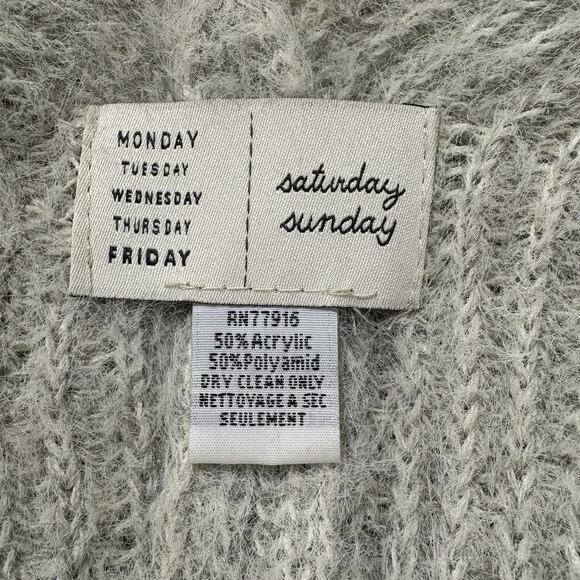 MONDAY
TUESDAY
WEDNESDAY
THURSDAY
FRIDAY
saturday
sunday
RN77916
50%Acrylic
50%Polyamid
DRY CLEAN ONLY
NETTOYAGE A SEC
SEULEMENT